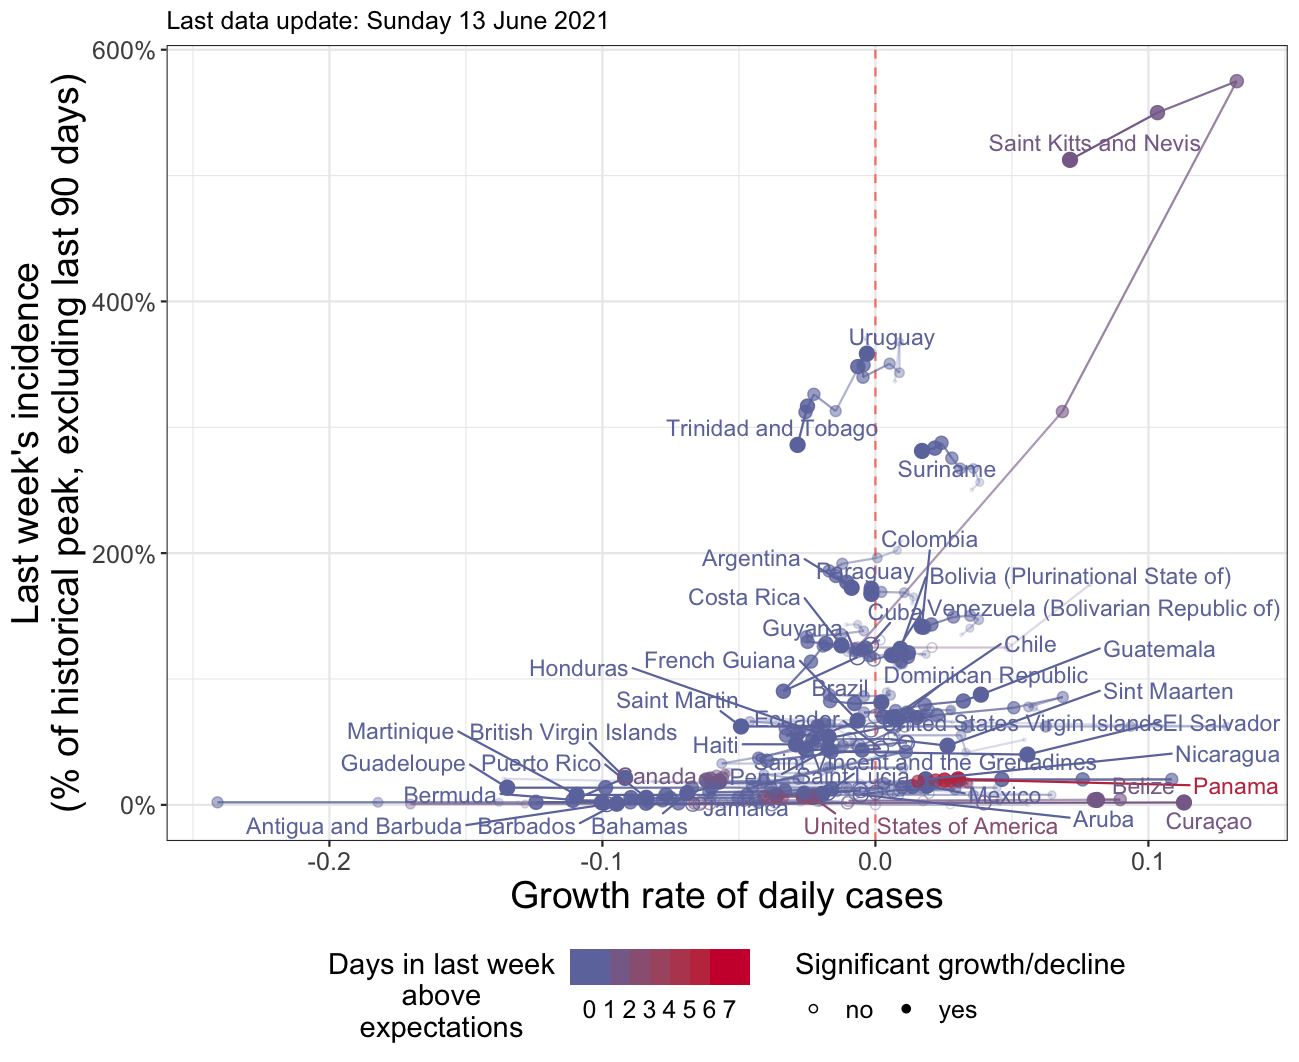 Last data update: Sunday 13 June 2021
Last week's incidence
(% of historical peak, excluding last 90 days)
600%
400%
200%
0%
Saint Kitts and Nevis
Uruguay
Trinidad and Tobago
Suriname
Colombia
Argentina
Paraguay
Bolivia (Plurinational State of)
Costa Rica
Cuba
Venezuela (Bolivarian Republic of)
Guyana
Chile
Guatemala
French Guiana
Honduras
Dominican Republic
Brazil
Sint Maarten
Saint Martin
Ecuador
United States Virgin Islands
El Salvador
Martinique
British Virgin Islands
Haiti
Nicaragua
Guadeloupe
Puerto Rico
Saint Vincent and the Grenadines
Canada
Peru
Saint Lucia
Belize
Panama
Bermuda
Mexico
Jamaica
Antigua and Barbuda
Barbados
Bahamas
United States of America
Aruba
Curaçao
-0.2
-0.1
0.0
0.1
Growth rate of daily cases
Days in last week
above
expectations
0 1 2 3 4 5 6 7
Significant growth/decline
no
yes